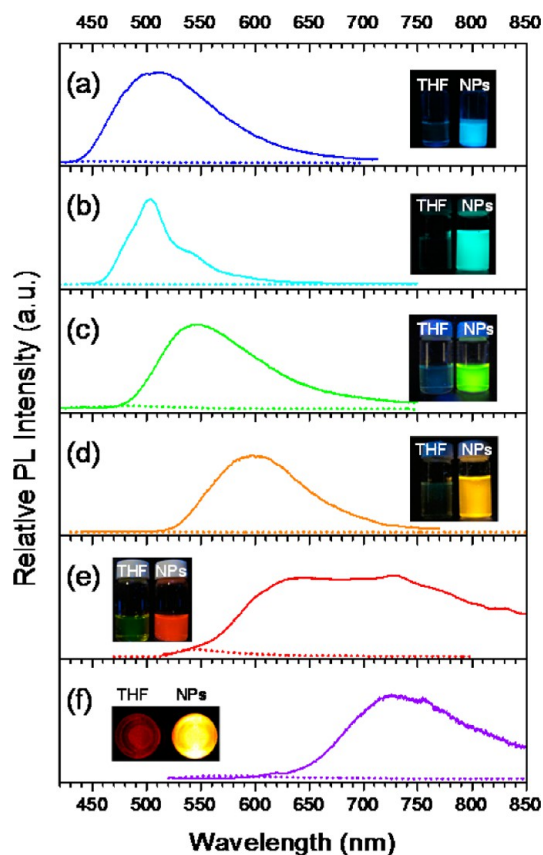 450 500 550 600 650 700 750 800 850
(a)
THF NPs
(b)
THF NPs
(c)
THF NPs
(d)
THF NPs
(e)
THF NPs
(f)
THF NPs
Relative PL Intensity (a.u.)
450 500 550 600 650 700 750 800 850
Wavelength (nm)